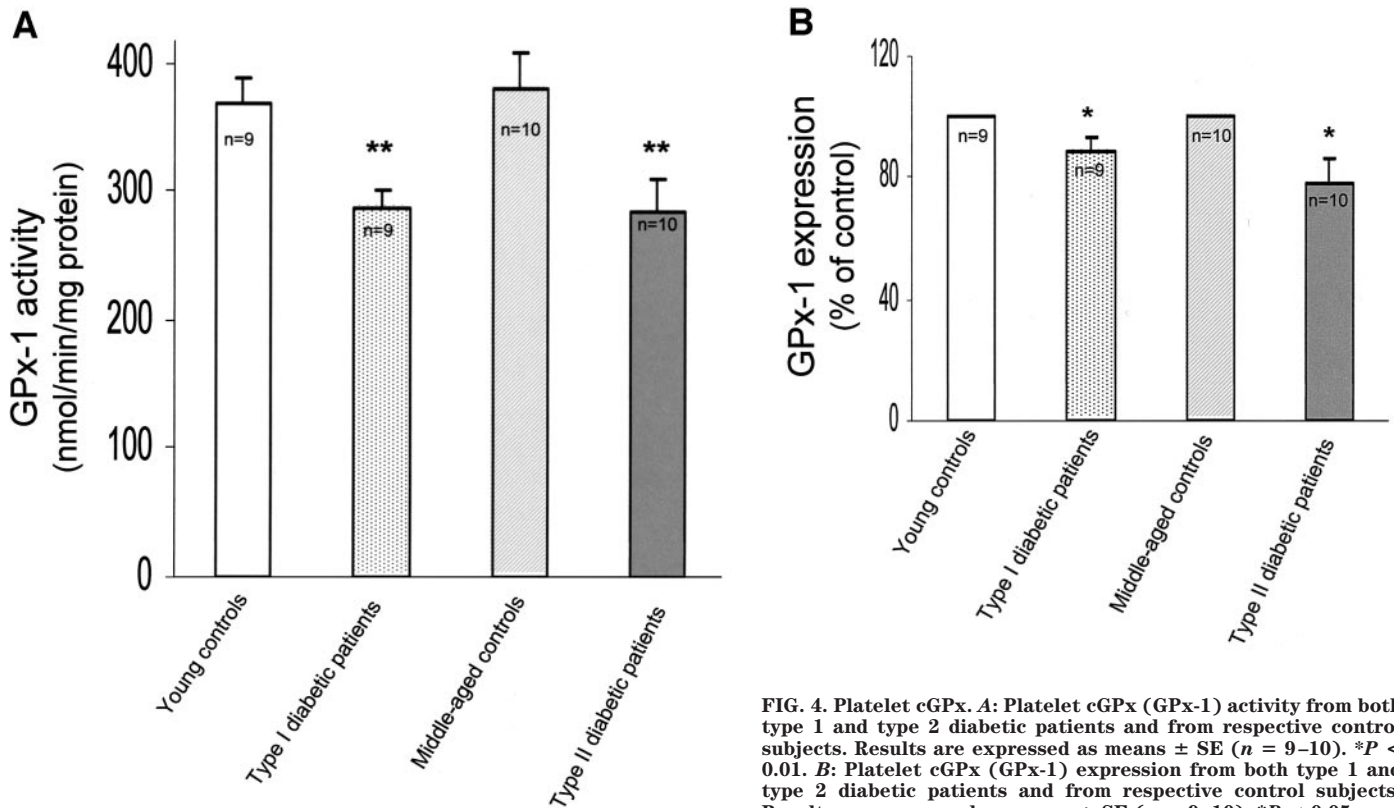 A
GPx-1 activity
(nmol/min/mg protein)
400
300
200
100
0
n=9
**
n=9
n=10
**
n=10
Young controls
Type I diabetic patients
Middle-aged controls
Type II diabetic patients
B
GPx-1 expression
(% of control)
120
80
40
0
n=9
*
n=9
n=10
*
n=10
Young controls
Type I diabetic patients
Middle-aged controls
Type II diabetic patients
FIG. 4. Platelet cGPx. A: Platelet cGPx (GPx-1) activity from both
type 1 and type 2 diabetic patients and from respective control
subjects. Results are expressed as means ± SE (n = 9–10). *P <
0.01. B: Platelet cGPx (GPx-1) expression from both type 1 and
type 2 diabetic patients and from respective control subjects.